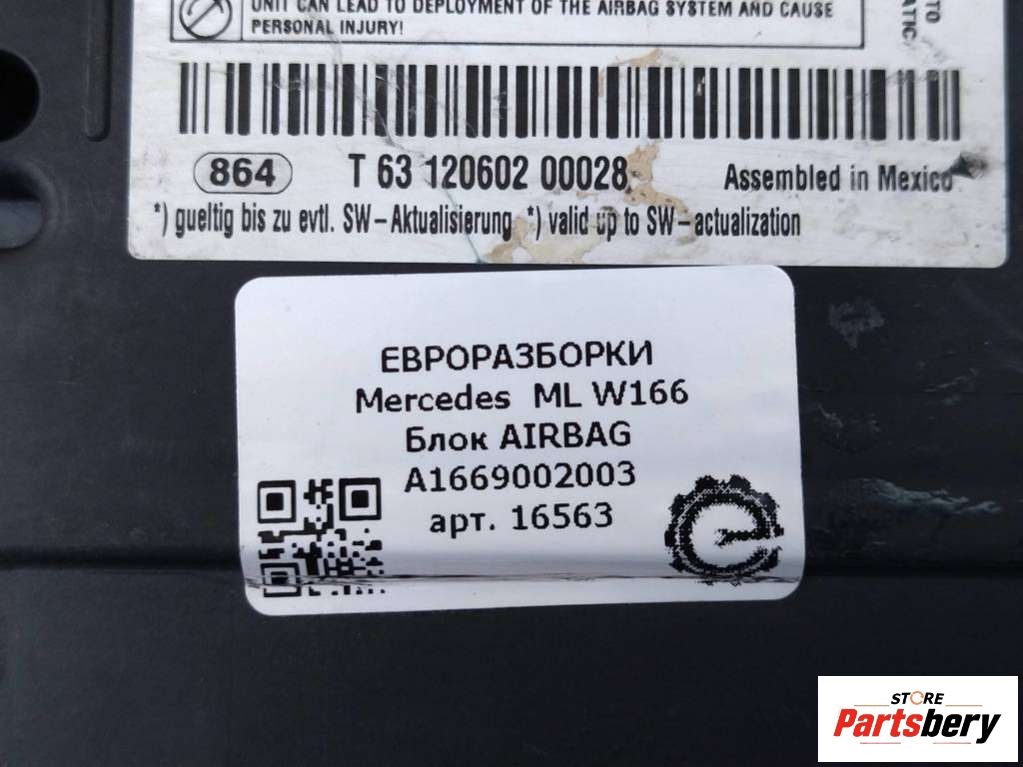 UNIT CAN LEAD TO DEPLOYMENT OF THE AIRBAG SYSTEM AND CAUSE
PERSONAL INJURY!
864 T 63 120602 00028 Assembled in Mexico
*) gueltig bis zu evtl. SW-Aktualisierung *) valid up to SW-actualization
ЕВРОРАЗБОРКИ
Mercedes ML W166
Блок AIRBAG
A1669002003
арт. 16563
STORE
Partsbery